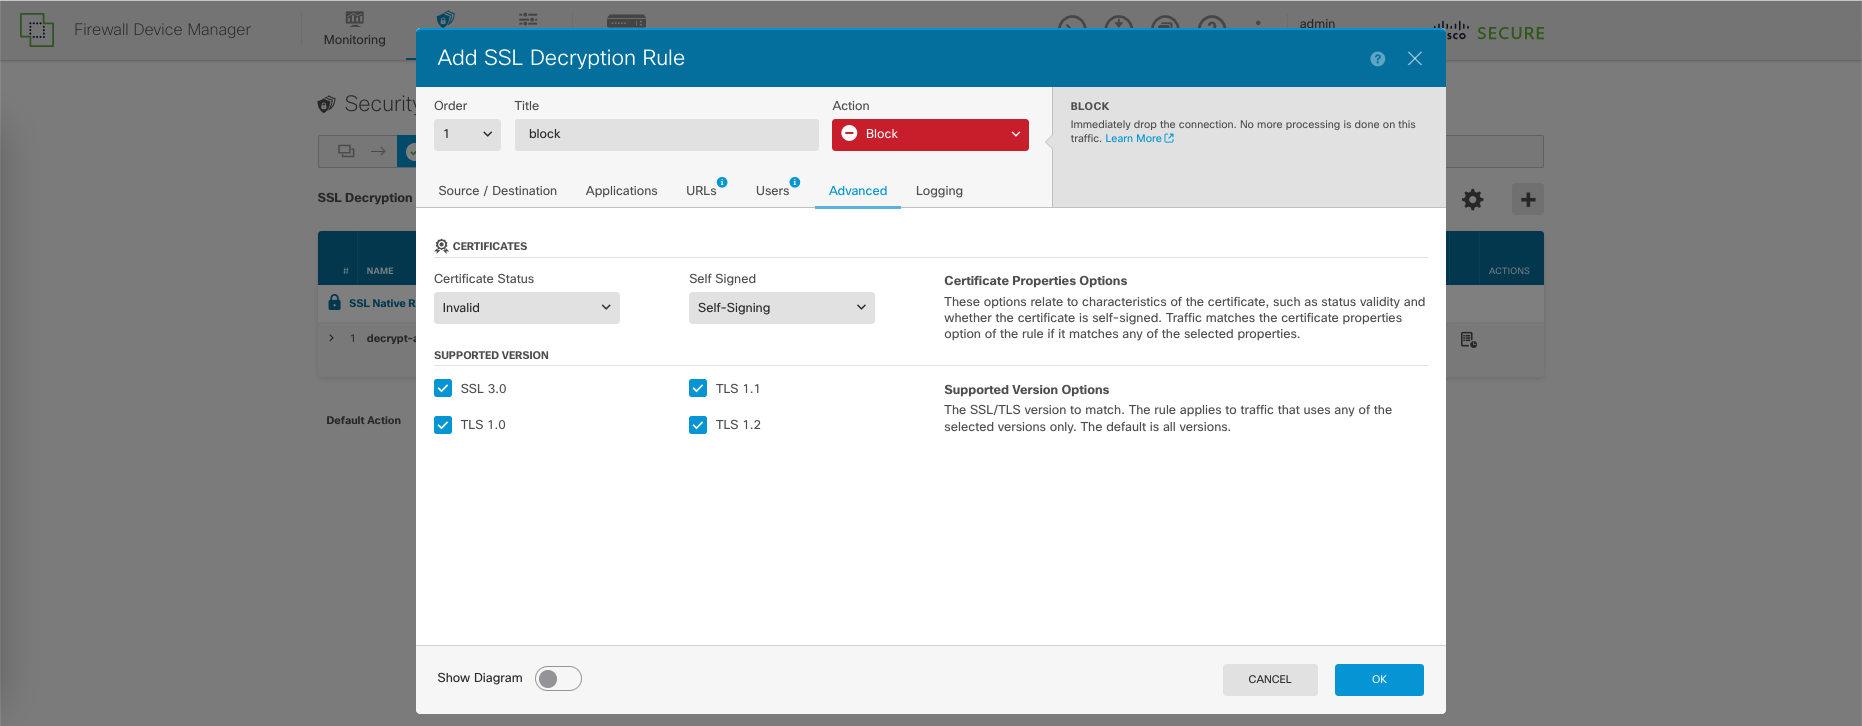 Firewall Device Manager
Monitoring
admin
SECURE
Add SSL Decryption Rule
Security
Order
Title
Action
1
block
Block
BLOCK
Immediately drop the connection. No more processing is done on this
traffic. Learn More
Source / Destination
Applications
URLs
Users
Advanced
Logging
SSL Decryption
CERTIFICATES
# NAME
ACTIONS
Certificate Status
Self Signed
Invalid
Self-Signing
Certificate Properties Options
These options relate to characteristics of the certificate, such as status validity and
whether the certificate is self-signed. Traffic matches the certificate properties
option of the rule if it matches any of the selected properties.
SSL Native R
1 decrypt-a
SUPPORTED VERSION
SSL 3.0
TLS 1.1
TLS 1.0
TLS 1.2
Supported Version Options
The SSL/TLS version to match. The rule applies to traffic that uses any of the
selected versions only. The default is all versions.
Default Action
Show Diagram
CANCEL
OK